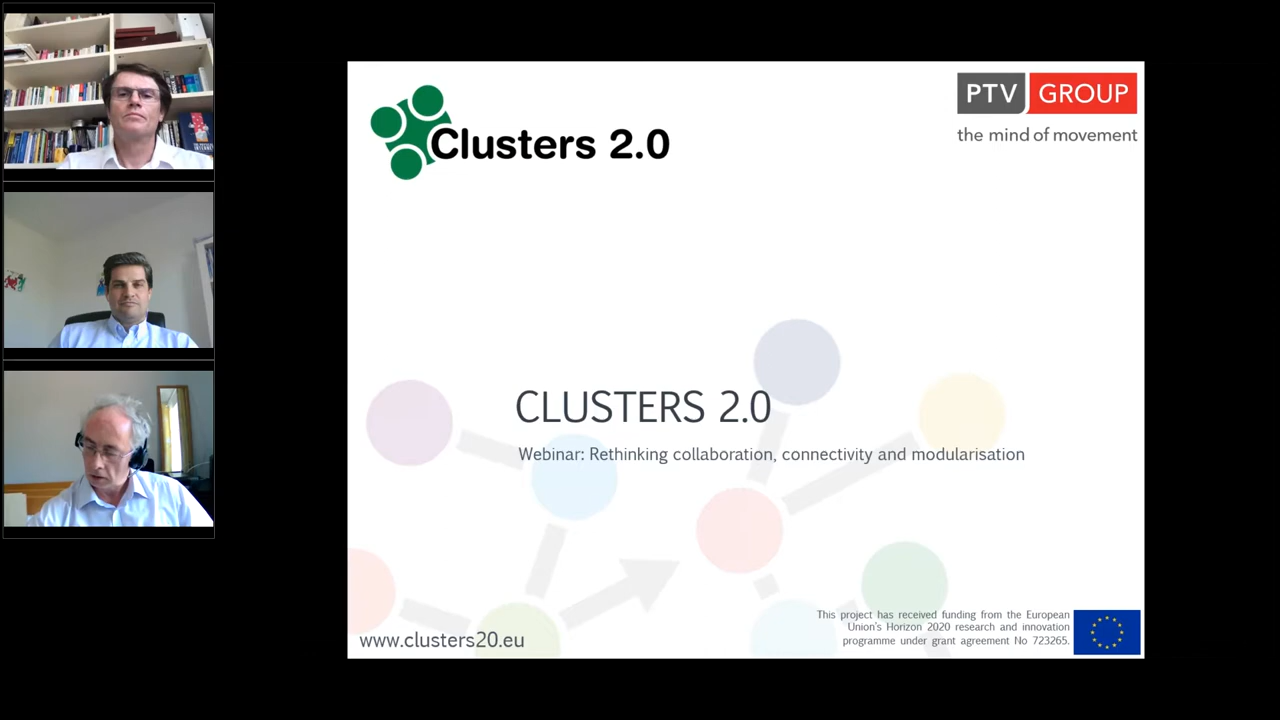 Clusters 2.0
PTV GROUP
the mind of movement
CLUSTERS 2.0
Webinar: Rethinking collaboration, connectivity and modularisation
www.clusters20.eu
This project has received funding from the European
Union's Horizon 2020 research and innovation
programme under grant agreement No 723265.